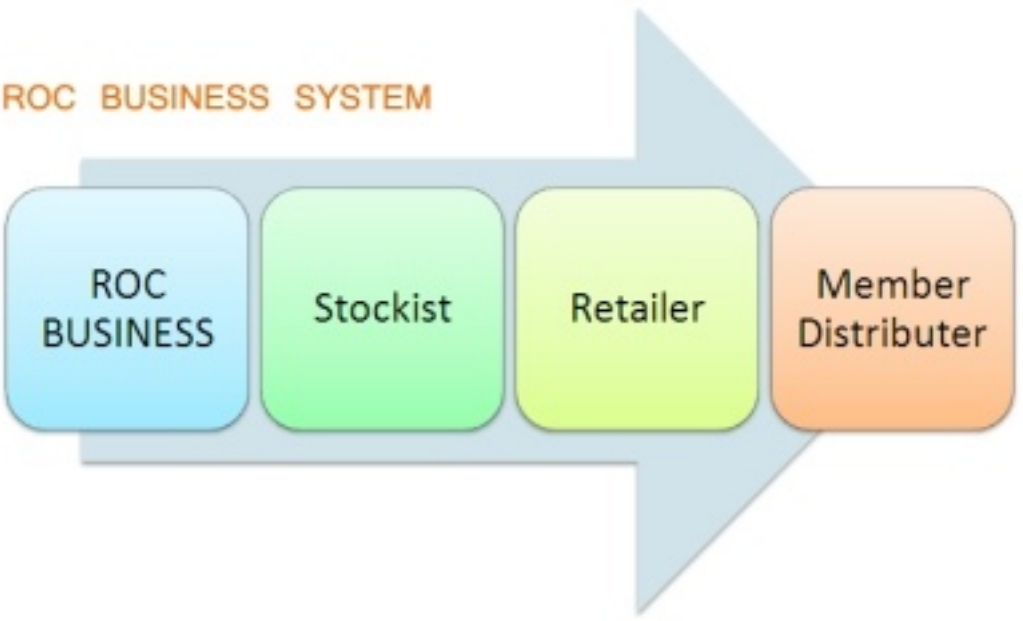 ROC BUSINESS SYSTEM
ROC
BUSINESS
Stockist
Retailer
Member
Distributer